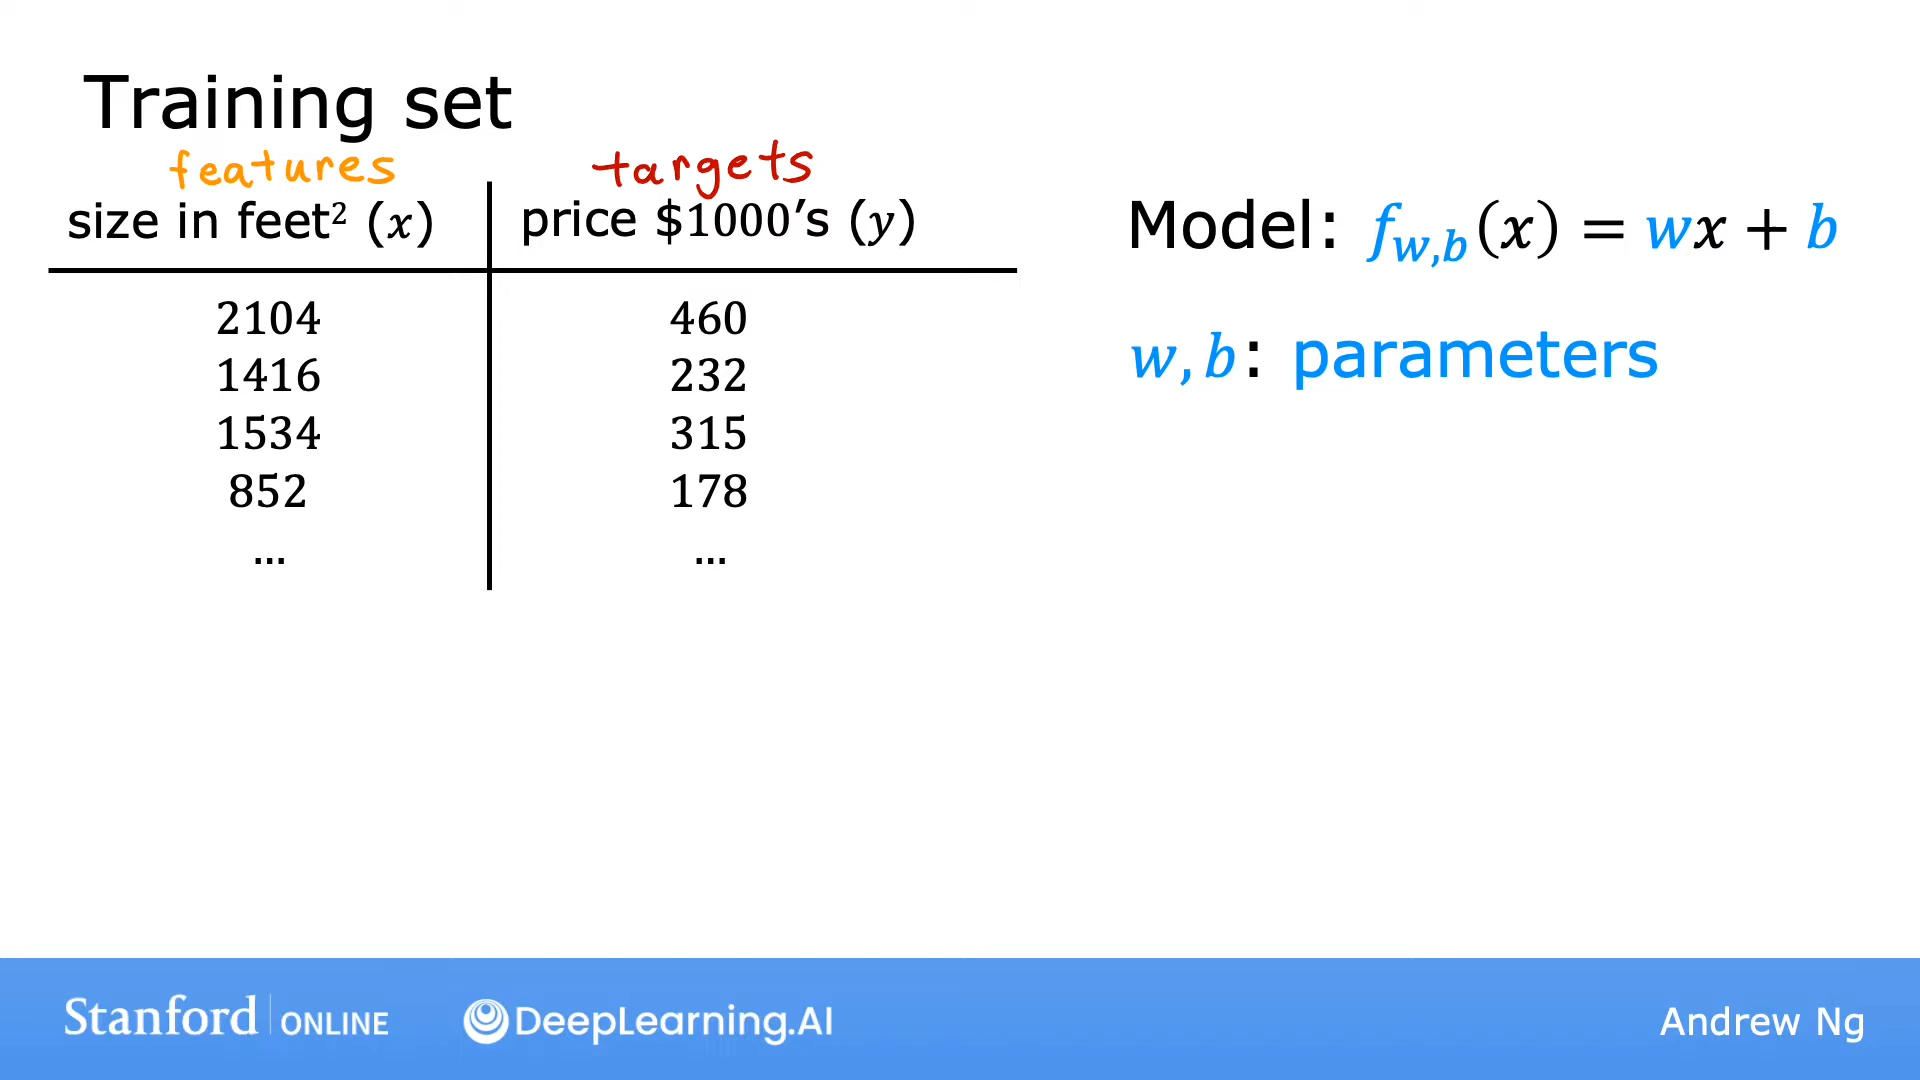 Training set
features targets
size in feet² (x) price $1000’s (y)
2104 460
1416 232
1534 315
852 178
... ...
Model: f_{w,b}(x) = wx + b
w, b: parameters
Stanford ONLINE DeepLearning.AI Andrew Ng